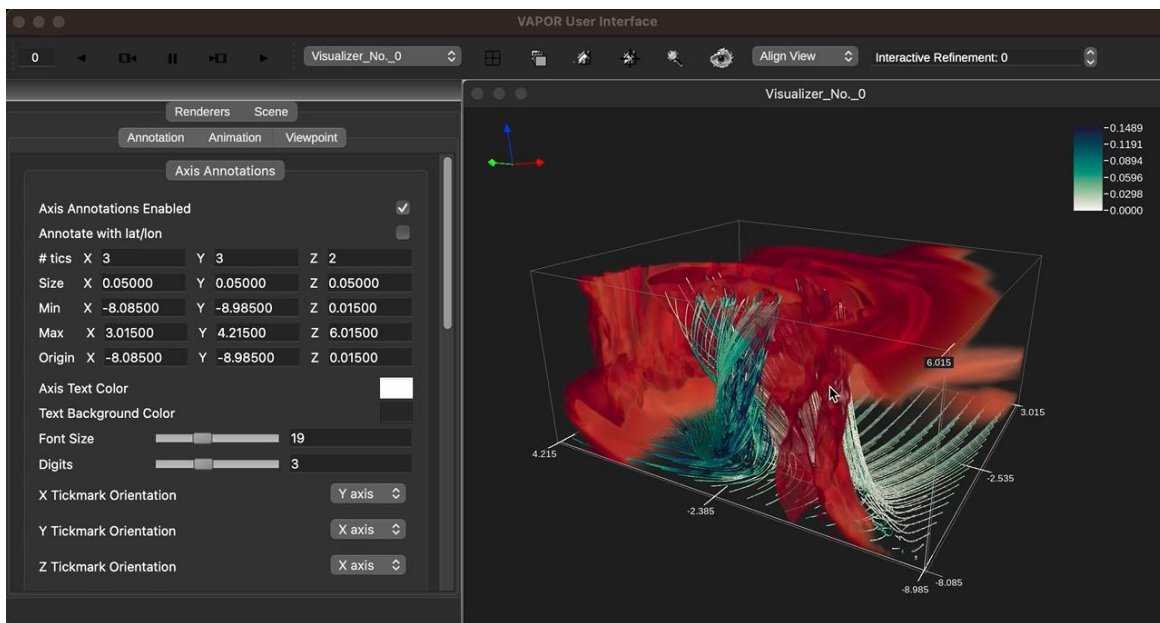 VAPOR User Interface
0 Visualizer_No._0 Align View Interactive Refinement: 0
Renderers Scene
Annotation Animation Viewpoint
Axis Annotations
Axis Annotations Enabled
Annotate with lat/lon
# tics X 3 Y 3 Z 2
Size X 0.05000 Y 0.05000 Z 0.05000
Min X -8.08500 Y -8.98500 Z 0.01500
Max X 3.01500 Y 4.21500 Z 6.01500
Origin X -8.08500 Y -8.98500 Z 0.01500
Axis Text Color
Text Background Color
Font Size 19
Digits 3
X Tickmark Orientation Y axis
Y Tickmark Orientation X axis
Z Tickmark Orientation X axis
Visualizer_No._0
0.1489
0.1191
0.0894
0.0596
0.0298
0.0000
6.015
3.015
4.215
-2.535
-2.385
-8.085
-8.985